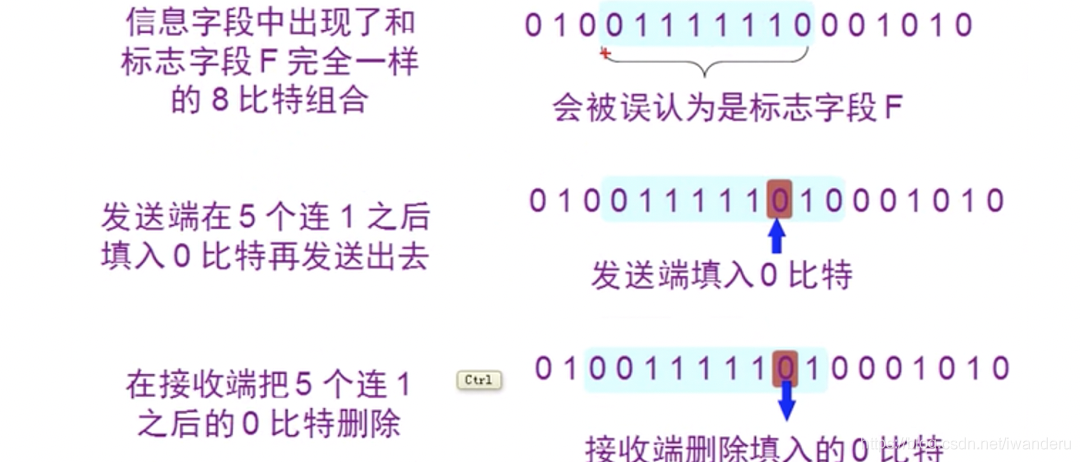 信息字段中出现了和
标志字段 F 完全一样
的 8 比特组合
0 1 0 0 1 1 1 1 1 1 0 0 0 1 0 1 0
会被误认为是标志字段 F
发送端在 5 个连 1 之后
填入 0 比特再发送出去
0 1 0 0 1 1 1 1 1 0 1 0 0 0 1 0 1 0
发送端填入 0 比特
在接收端把 5 个连 1
之后的 0 比特删除
Ctrl
0 1 0 0 1 1 1 1 1 0 1 0 0 0 1 0 1 0
接收端删除填入的 0 比特
https://blog.csdn.net/iwanderu